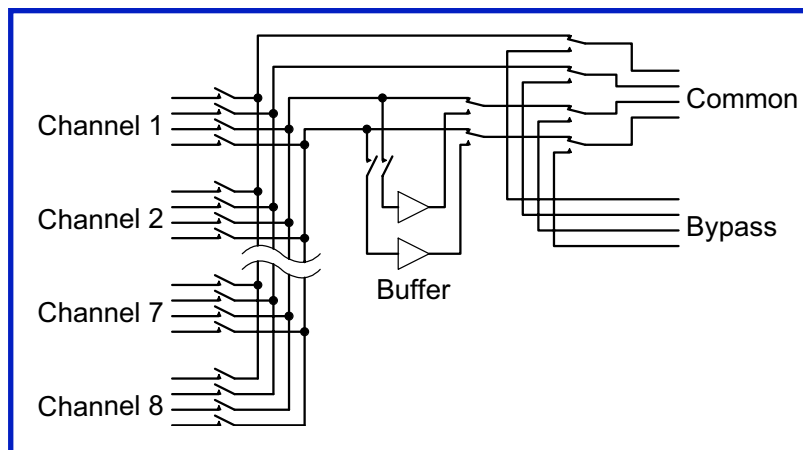 Channel 1
Channel 2
Channel 7
Channel 8
Buffer
Common
Bypass